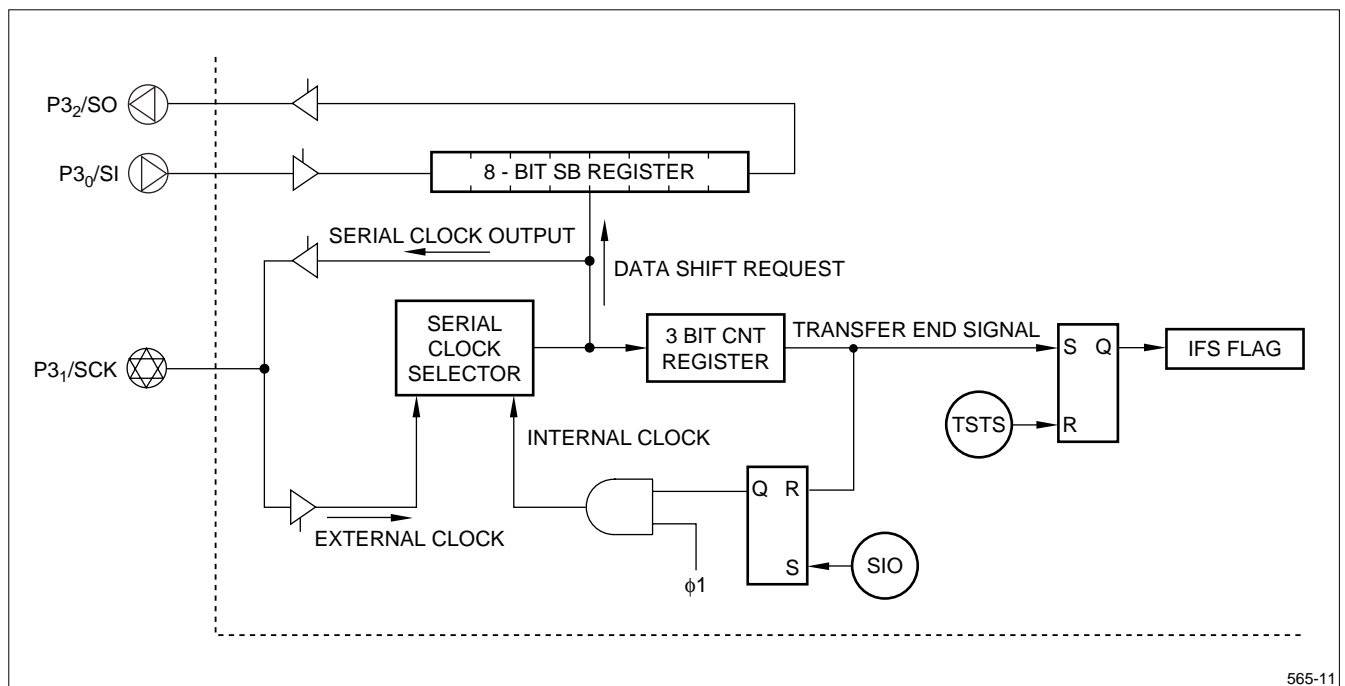 P3₂/SO
P3₀/SI
8 - BIT SB REGISTER
SERIAL CLOCK OUTPUT
DATA SHIFT REQUEST
SERIAL
CLOCK
SELECTOR
3 BIT CNT
REGISTER
TRANSFER END SIGNAL
S Q
IFS FLAG
P3₁/SCK
TSTS
R
INTERNAL CLOCK
Q R
EXTERNAL CLOCK
S
SIO
ϕ1
565-11